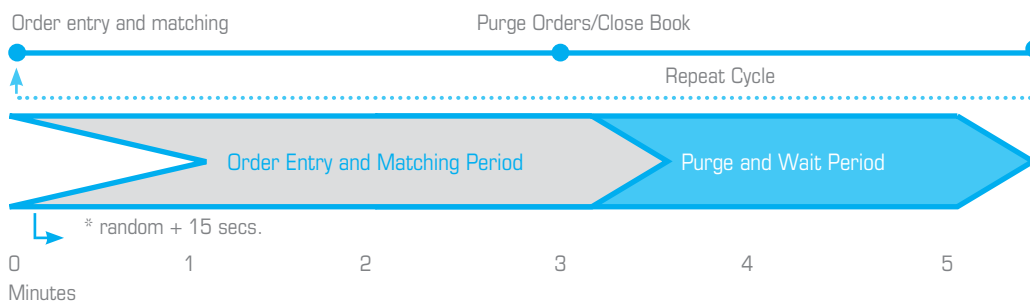 Order entry and matching
Purge Orders/Close Book
Repeat Cycle
Order Entry and Matching Period
Purge and Wait Period
* random + 15 secs.
0 1 2 3 4 5
Minutes